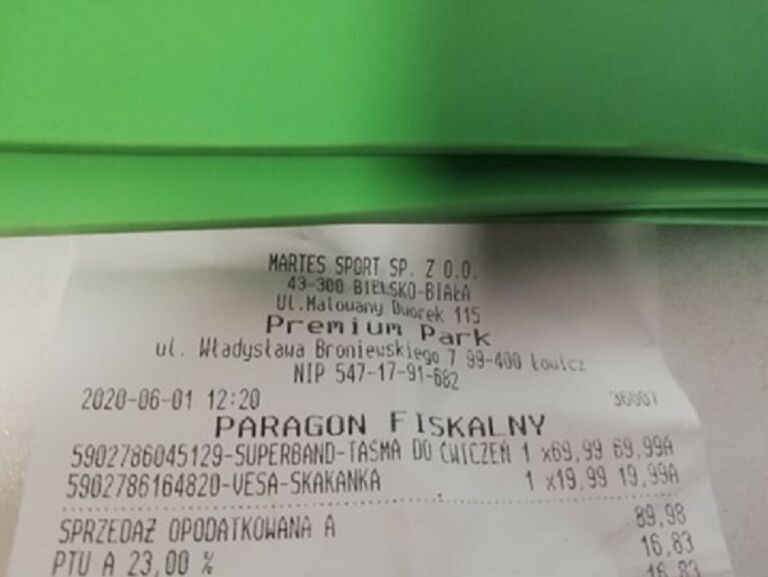 MARTES SPORT SP. Z O.O.
43-300 BIELSKO-BIAŁA
Ul.Malowany Dworek 115
Premium Park
ul. Władysława Broniewskiego 7 99-400 Łowicz
NIP 547-17-91-682
2020-06-01 12:20 36007
PARAGON FISKALNY
5902786045129-SUPERBAND-TAŚMA DO ĆWICZEŃ 1 x69,99 69,99A
5902786164820-VESA-SKAKANKA 1 x19,99 19,99A
SPRZEDAŻ OPODATKOWANA A 89,98
PTU A 23,00 % 16,83
16,83